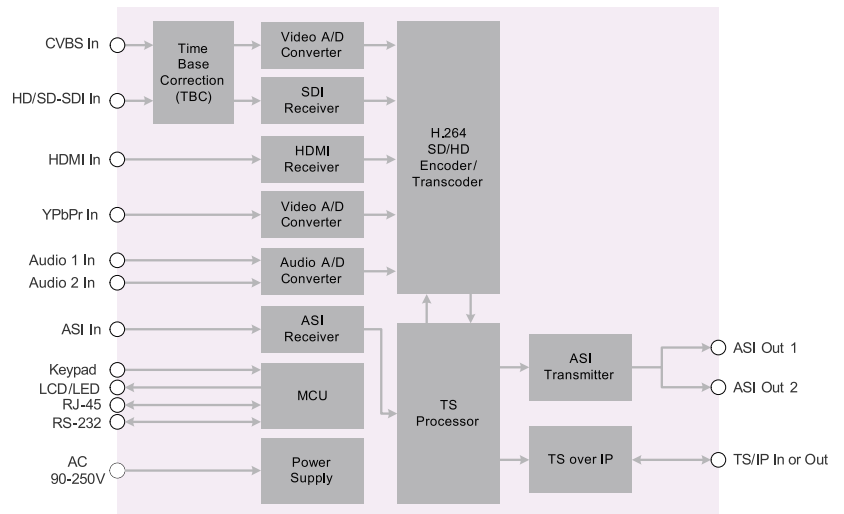 CVBS In
HD/SD-SDI In
HDMI In
YPbPr In
Audio 1 In
Audio 2 In
ASI In
Keypad
LCD/LED
RJ-45
RS-232
AC
90-250V
Time
Base
Correction
(TBC)
Video A/D
Converter
SDI
Receiver
HDMI
Receiver
Video A/D
Converter
Audio A/D
Converter
ASI
Receiver
MCU
Power
Supply
H.264
SD/HD
Encoder/
Transcoder
TS
Processor
ASI
Transmitter
TS over IP
ASI Out 1
ASI Out 2
TS/IP In or Out